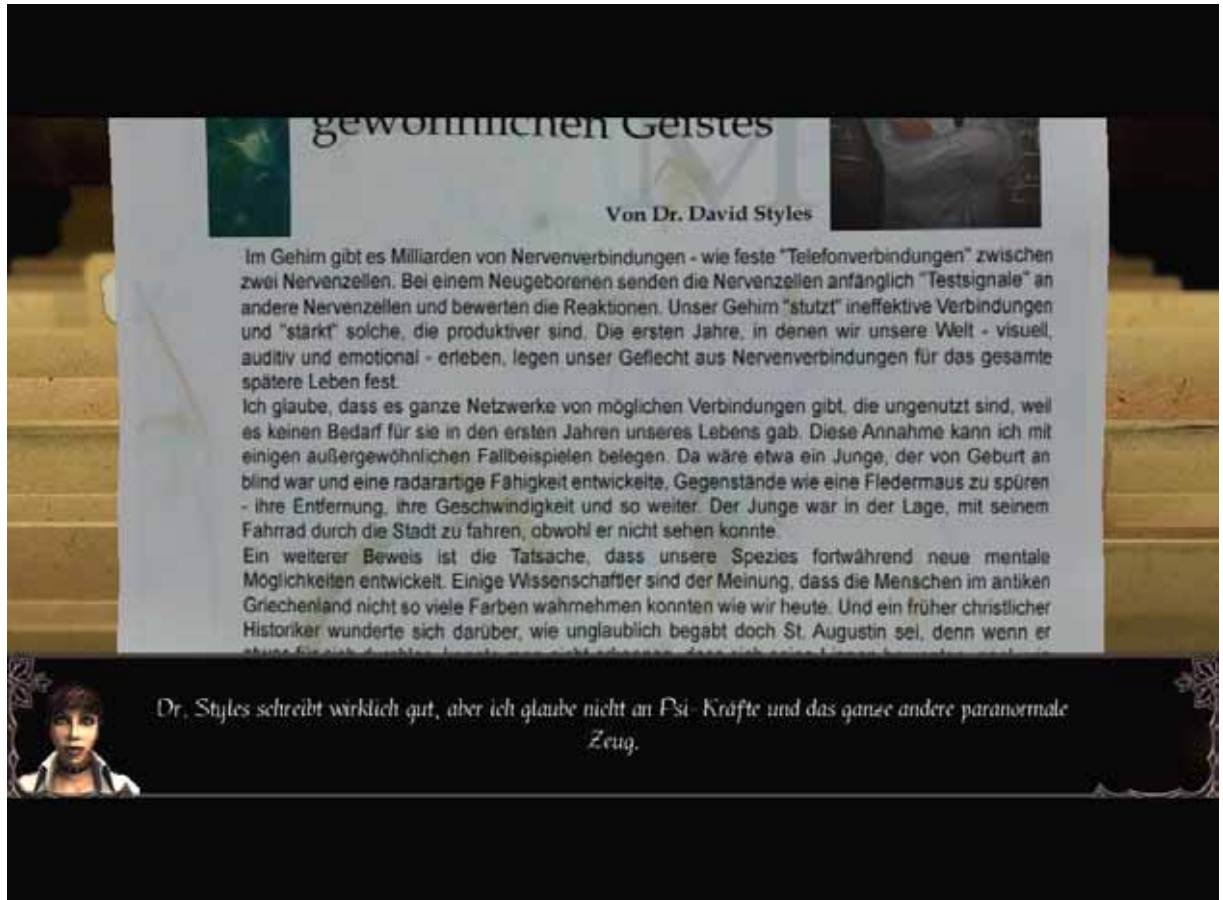 gewöhnlichen Geistes
Von Dr. David Styles
Im Gehirn gibt es Milliarden von Nervenverbindungen - wie feste "Telefonverbindungen" zwischen
zwei Nervenzellen. Bei einem Neugeborenen senden die Nervenzellen anfänglich "Testsignale" an
andere Nervenzellen und bewerten die Reaktionen. Unser Gehirn "stutzt" ineffektive Verbindungen
und "stärkt" solche, die produktiver sind. Die ersten Jahre, in denen wir unsere Welt - visuell,
auditiv und emotional - erleben, legen unser Geflecht aus Nervenverbindungen für das gesamte
spätere Leben fest.
Ich glaube, dass es ganze Netzwerke von möglichen Verbindungen gibt, die ungenutzt sind, weil
es keinen Bedarf für sie in den ersten Jahren unseres Lebens gab. Diese Annahme kann ich mit
einigen außergewöhnlichen Fallbeispielen belegen. Da wäre etwa ein Junge, der von Geburt an
blind war und eine radarartige Fähigkeit entwickelte, Gegenstände wie eine Fledermaus zu spüren
- ihre Entfernung, ihre Geschwindigkeit und so weiter. Der Junge war in der Lage, mit seinem
Fahrrad durch die Stadt zu fahren, obwohl er nicht sehen konnte.
Ein weiterer Beweis ist die Tatsache, dass unsere Spezies fortwährend neue mentale
Möglichkeiten entwickelt. Einige Wissenschaftler sind der Meinung, dass die Menschen im antiken
Griechenland nicht so viele Farben wahrnehmen konnten wie wir heute. Und ein früher christlicher
Historiker wunderte sich darüber, wie unglaublich begabt doch St. Augustin sei, denn wenn er
Dr. Styles schreibt wirklich gut, aber ich glaube nicht an Psi-Kräfte und das ganze andere paranormale
Zeug.